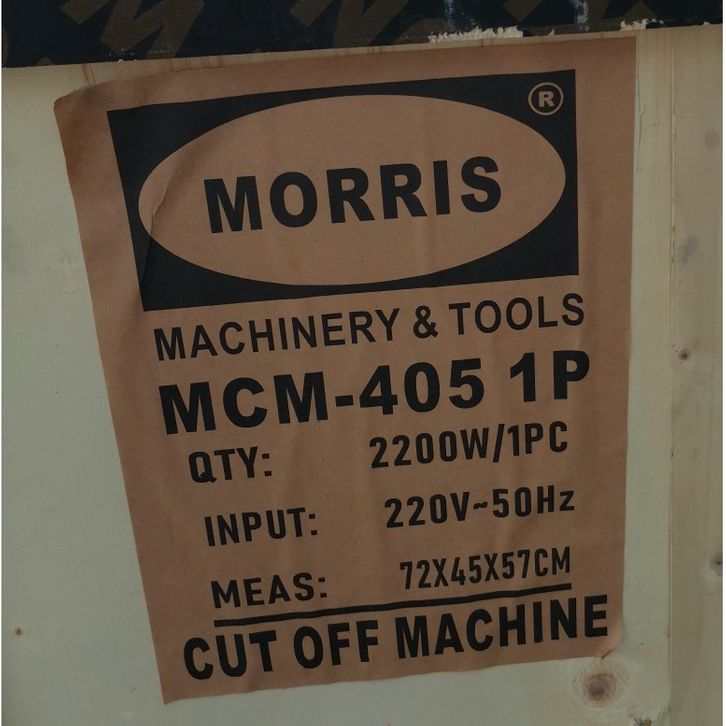 ®
MORRIS
MACHINERY & TOOLS
MCM-405 1P
QTY: 2200W/1PC
INPUT: 220V~50Hz
MEAS: 72X45X57CM
CUT OFF MACHINE